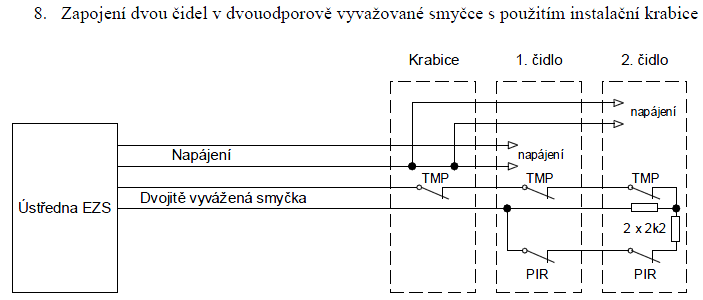 8. Zapojení dvou čidel v dvouodporově vyvažované smyčce s použitím instalační krabice
Krabice 1. čidlo 2. čidlo
napájení
Napájení napájení
TMP TMP TMP
Dvojitě vyvážená smyčka
Ústředna EZS
2 x 2k2
PIR PIR